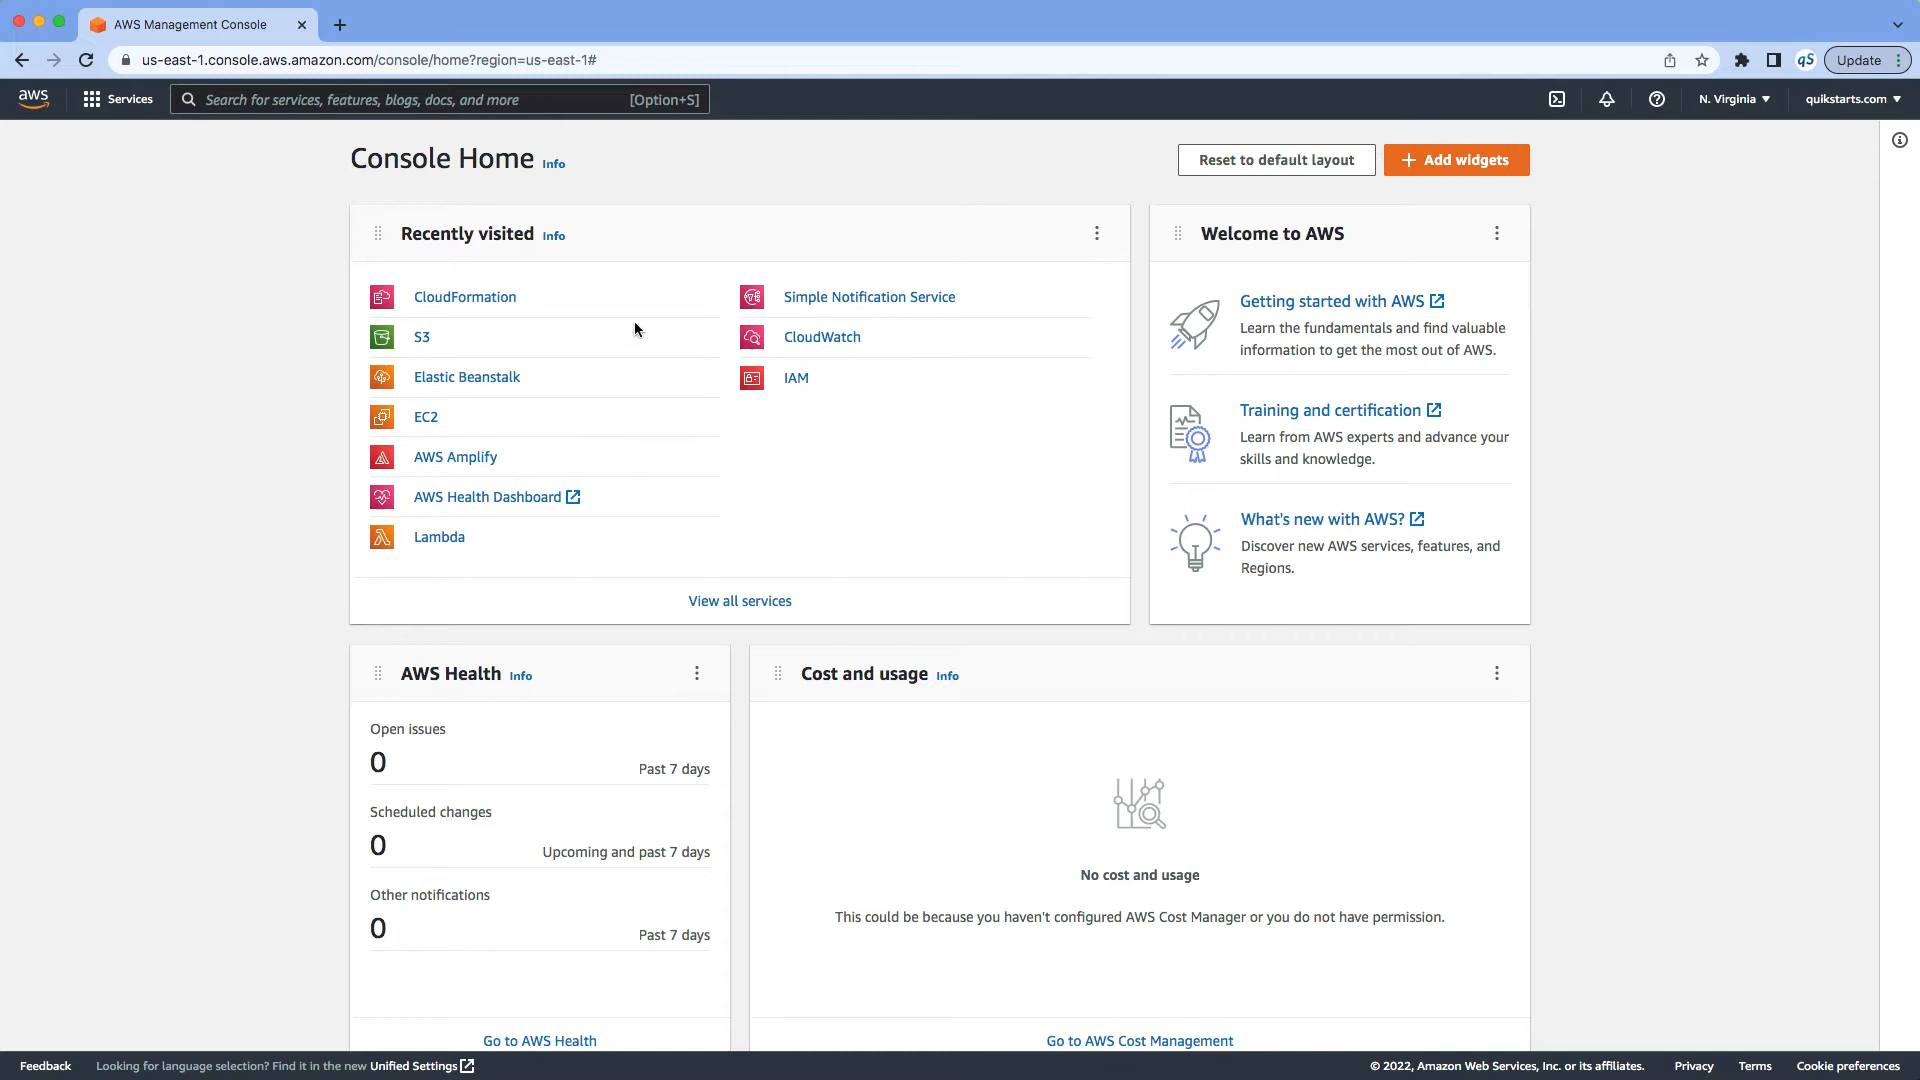 AWS Management Console
us-east-1.console.aws.amazon.com/console/home?region=us-east-1#
qS
Update
aws
Services
Search for services, features, blogs, docs, and more
[Option+S]
N. Virginia
quikstarts.com
Console Home Info
Reset to default layout
Add widgets
Recently visited Info
CloudFormation
S3
Elastic Beanstalk
EC2
AWS Amplify
AWS Health Dashboard
Lambda
Simple Notification Service
CloudWatch
IAM
View all services
Welcome to AWS
Getting started with AWS
Learn the fundamentals and find valuable
information to get the most out of AWS.
Training and certification
Learn from AWS experts and advance your
skills and knowledge.
What's new with AWS?
Discover new AWS services, features, and
Regions.
AWS Health Info
Open issues
0
Past 7 days
Scheduled changes
0
Upcoming and past 7 days
Other notifications
0
Past 7 days
Go to AWS Health
Cost and usage Info
No cost and usage
This could be because you haven't configured AWS Cost Manager or you do not have permission.
Go to AWS Cost Management
Feedback
Looking for language selection? Find it in the new Unified Settings
© 2022, Amazon Web Services, Inc. or its affiliates.
Privacy
Terms
Cookie preferences